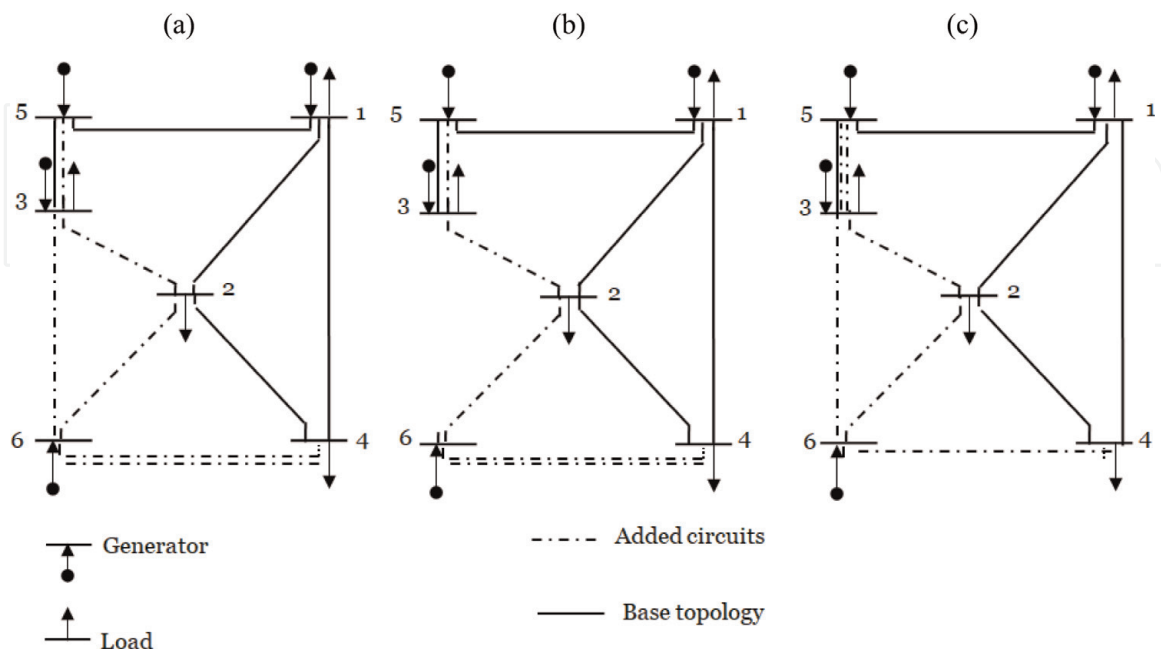 (a) (b) (c)
5 1 5 1 5 1
3 3 3
2 2 2
6 4 6 4 6 4
Generator Added circuits
Load Base topology